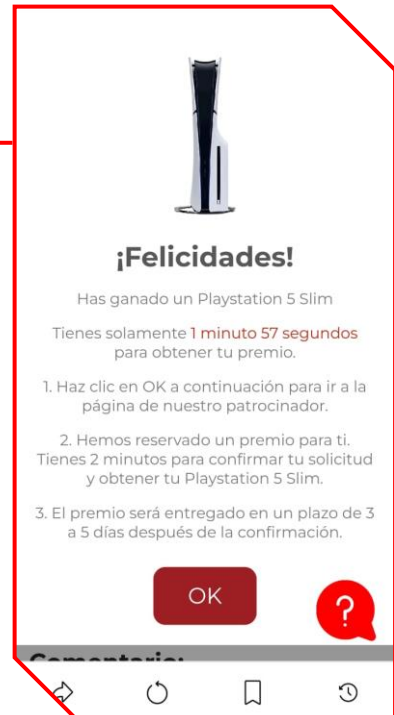 ¡Felicidades!
Has ganado un Playstation 5 Slim
Tienes solamente 1 minuto 57 segundos
para obtener tu premio.
1. Haz clic en OK a continuación para ir a la
página de nuestro patrocinador.
2. Hemos reservado un premio para ti.
Tienes 2 minutos para confirmar tu solicitud
y obtener tu Playstation 5 Slim.
3. El premio será entregado en un plazo de 3
a 5 días después de la confirmación.
OK
?